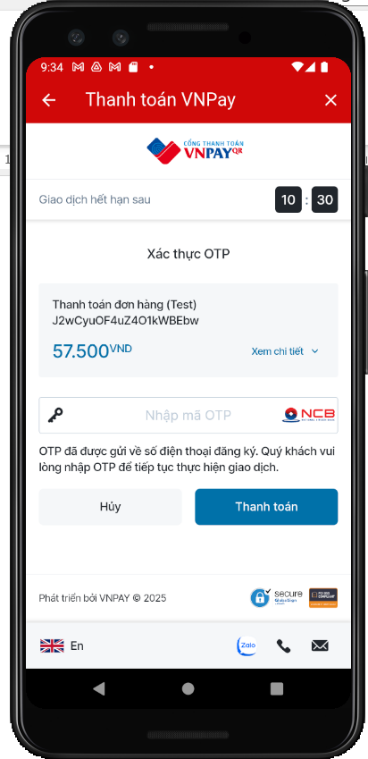 9:34
Thanh toán VNPay
CỔNG THANH TOÁN
VNPAYQR
Giao dịch hết hạn sau
10 : 30
Xác thực OTP
Thanh toán đơn hàng (Test)
J2wCyuOF4uZ4O1kWBEbw
57.500VND
Xem chi tiết
Nhập mã OTP
NCB
OTP đã được gửi về số điện thoại đăng ký. Quý khách vui
lòng nhập OTP để tiếp tục thực hiện giao dịch.
Hủy
Thanh toán
Phát triển bởi VNPAY © 2025
secure
En
Zalo